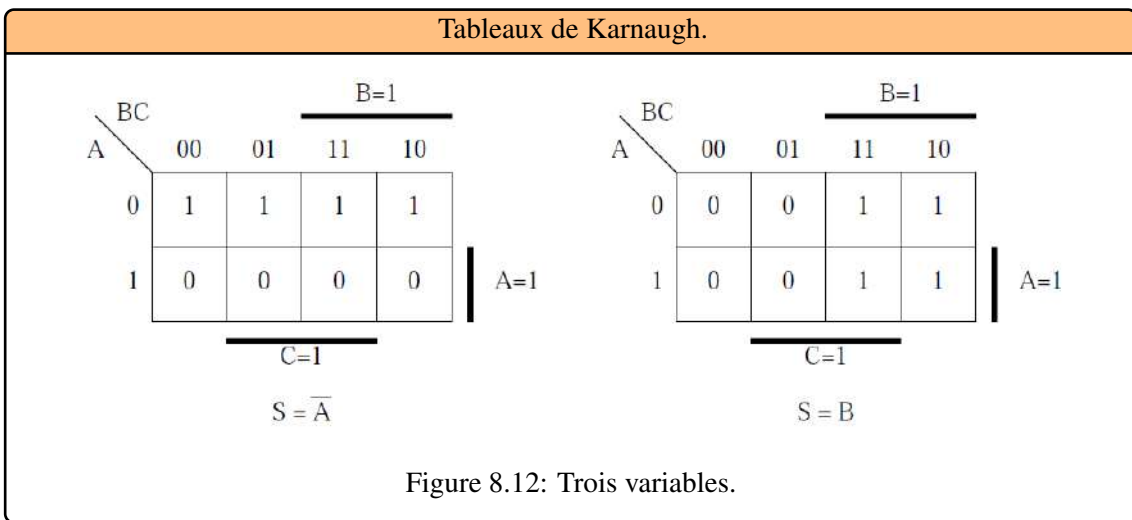 Tableaux de Karnaugh.
B=1 B=1
BC BC
A 00 01 11 10 A 00 01 11 10
0 1 1 1 1 0 0 0 1 1
1 0 0 0 0 A=1 1 0 0 1 1 A=1
C=1 C=1
S = A̅ S = B
Figure 8.12: Trois variables.